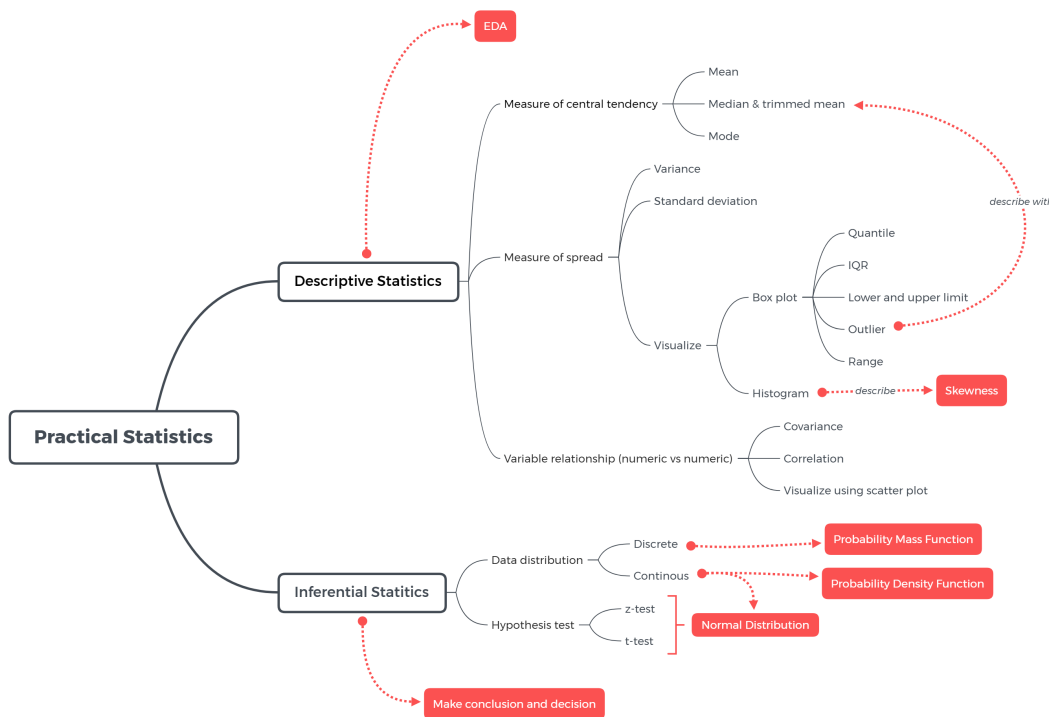 EDA
Mean
Measure of central tendency
Median & trimmed mean
Mode
Variance
Standard deviation
describe with
Quantile
Measure of spread
IQR
Descriptive Statistics
Box plot
Lower and upper limit
Outlier
Visualize
Range
Histogram
describe
Skewness
Covariance
Practical Statistics
Variable relationship (numeric vs numeric)
Correlation
Visualize using scatter plot
Discrete
Probability Mass Function
Data distribution
Continous
Probability Density Function
Inferential Statitics
z-test
Hypothesis test
Normal Distribution
t-test
Make conclusion and decision